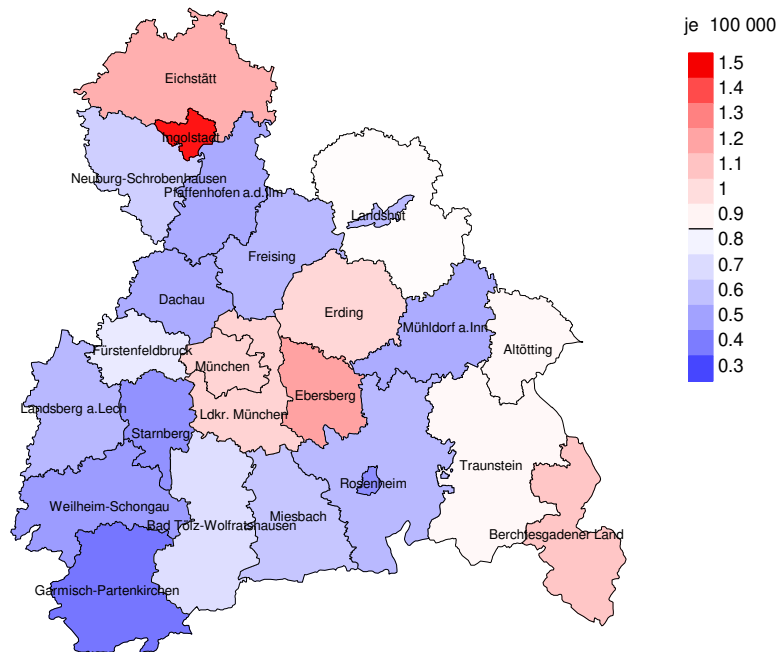 je 100 000
1.5
1.4
1.3
1.2
1.1
1
0.9
0.8
0.7
0.6
0.5
0.4
0.3
Eichstätt
Ingolstadt
Neuburg-Schrobenhausen
Pfaffenhofen a.d.Ilm
Landshut
Freising
Dachau
Erding
Mühldorf a.Inn
Altötting
Fürstenfeldbruck
München
Ebersberg
Landsberg a.Lech
Ldkr. München
Starnberg
Traunstein
Rosenheim
Weilheim-Schongau
Miesbach
Bad Tölz-Wolfratshausen
Berchtesgadener Land
Garmisch-Partenkirchen